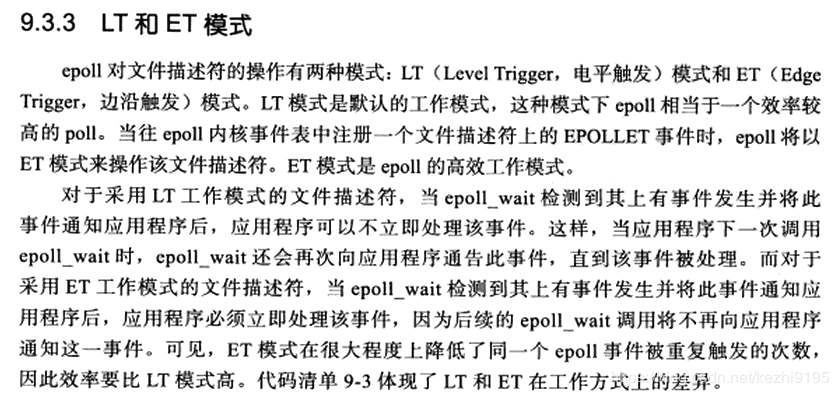 9.3.3 LT 和 ET 模式
epoll 对文件描述符的操作有两种模式：LT（Level Trigger，电平触发）模式和 ET（Edge
Trigger，边沿触发）模式。LT 模式是默认的工作模式，这种模式下 epoll 相当于一个效率较
高的 poll。当往 epoll 内核事件表中注册一个文件描述符上的 EPOLLET 事件时，epoll 将以
ET 模式来操作该文件描述符。ET 模式是 epoll 的高效工作模式。
对于采用 LT 工作模式的文件描述符，当 epoll_wait 检测到其上有事件发生并将此
事件通知应用程序后，应用程序可以不立即处理该事件。这样，当应用程序下一次调用
epoll_wait 时，epoll_wait 还会再次向应用程序通告此事件，直到该事件被处理。而对于
采用 ET 工作模式的文件描述符，当 epoll_wait 检测到其上有事件发生并将此事件通知应
用程序后，应用程序必须立即处理该事件，因为后续的 epoll_wait 调用将不再向应用程序
通知这一事件。可见，ET 模式在很大程度上降低了同一个 epoll 事件被重复触发的次数，
因此效率要比 LT 模式高。代码清单 9-3 体现了 LT 和 ET 在工作方式上的差异。